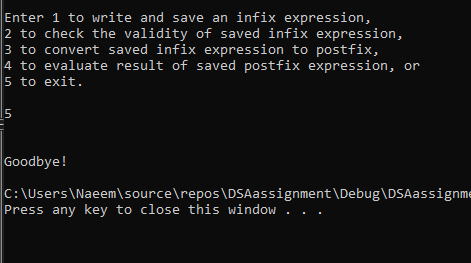 Enter 1 to write and save an infix expression,
2 to check the validity of saved infix expression,
3 to convert saved infix expression to postfix,
4 to evaluate result of saved postfix expression, or
5 to exit.
5
Goodbye!
C:\Users\Naeem\source\repos\DSAassignment\Debug\DSAassignme
Press any key to close this window . . .